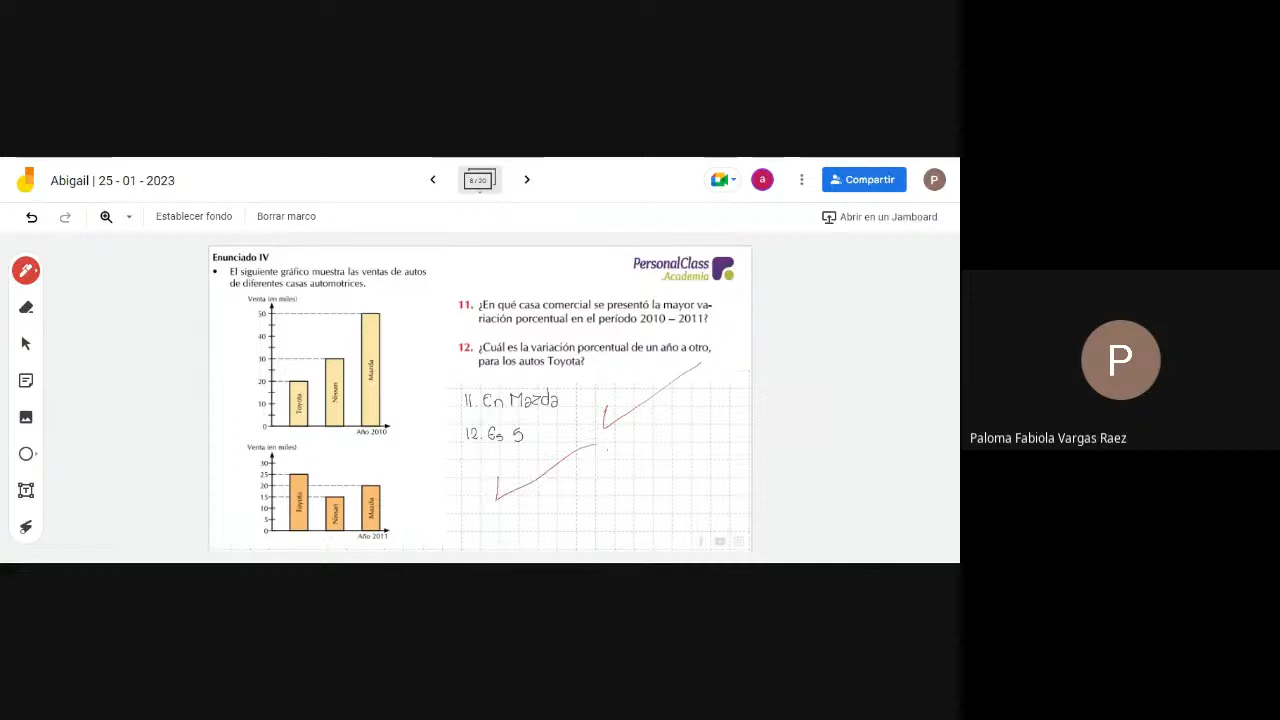 Abigail | 25 - 01 - 2023
6 / 20
a
Compartir
P
Establecer fondo
Borrar marco
Abrir en un Jamboard
Enunciado IV
• El siguiente gráfico muestra las ventas de autos
de diferentes casas automotrices.
Venta (en miles)
50
40
30
20
10
0
Toyota
Nissan
Mazda
Año 2010
Venta (en miles)
30
25
20
15
10
5
0
Toyota
Nissan
Mazda
Año 2011
PersonalClass
.Academia
11. ¿En qué casa comercial se presentó la mayor va-
riación porcentual en el período 2010 – 2011?
12. ¿Cuál es la variación porcentual de un año a otro,
para los autos Toyota?
11. En Mazda
12. Es 5
P
Paloma Fabiola Vargas Raez